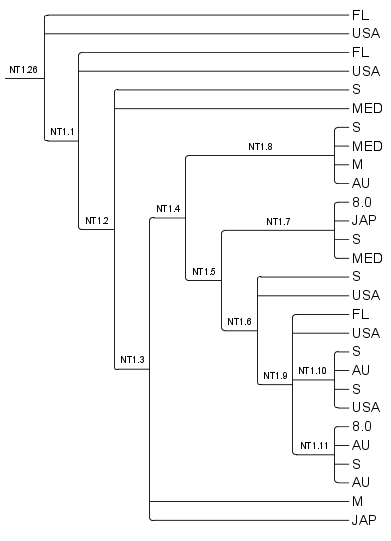 FL
USA
NT1.26
FL
USA
NT1.1
S
MED
NT1.2
S
NT1.8
MED
M
AU
NT1.4
8.0
JAP
NT1.7
S
MED
NT1.5
S
USA
NT1.6
FL
USA
NT1.3
S
NT1.9
NT1.10
AU
S
USA
8.0
AU
NT1.11
S
AU
M
JAP